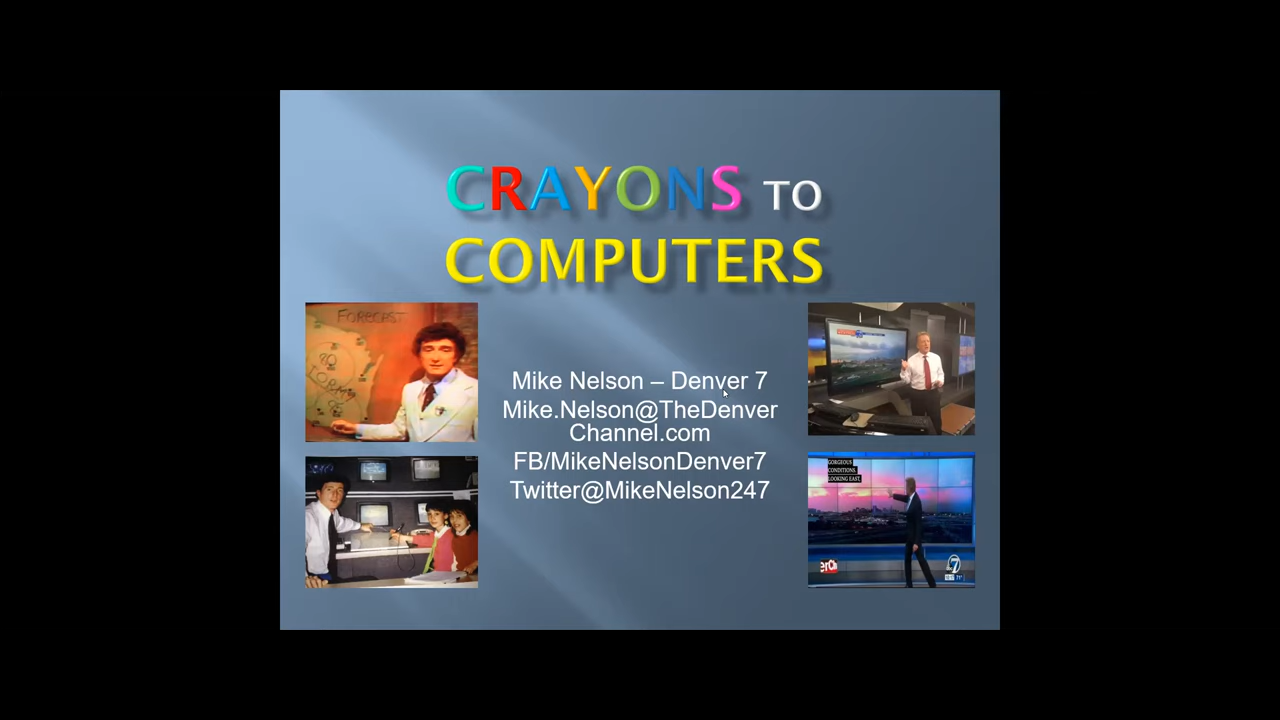 CRAYONS TO
COMPUTERS
FORECAST
Mike Nelson – Denver 7
Mike.Nelson@TheDenver
Channel.com
FB/MikeNelsonDenver7
Twitter@MikeNelson247
GORGEOUS
CONDITIONS.
LOOKING EAST,
7